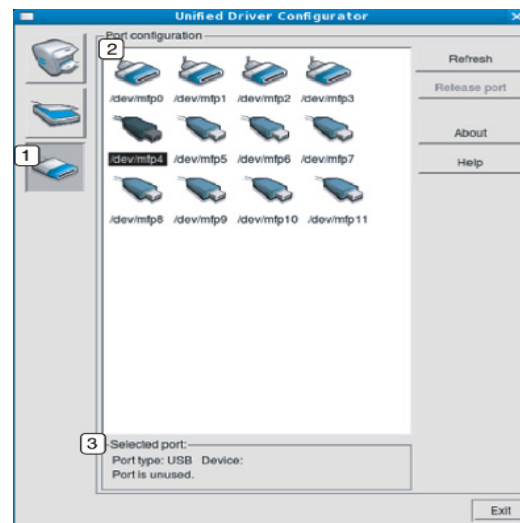 Unified Driver Configurator
Port configuration
2
/dev/mfp0 /dev/mfp1 /dev/mfp2 /dev/mfp3
1
/dev/mfp4 /dev/mfp5 /dev/mfp6 /dev/mfp7
/dev/mfp8 /dev/mfp9 /dev/mfp10 /dev/mfp11
Refresh
Release port
About
Help
3
Selected port:
Port type: USB Device:
Port is unused.
Exit